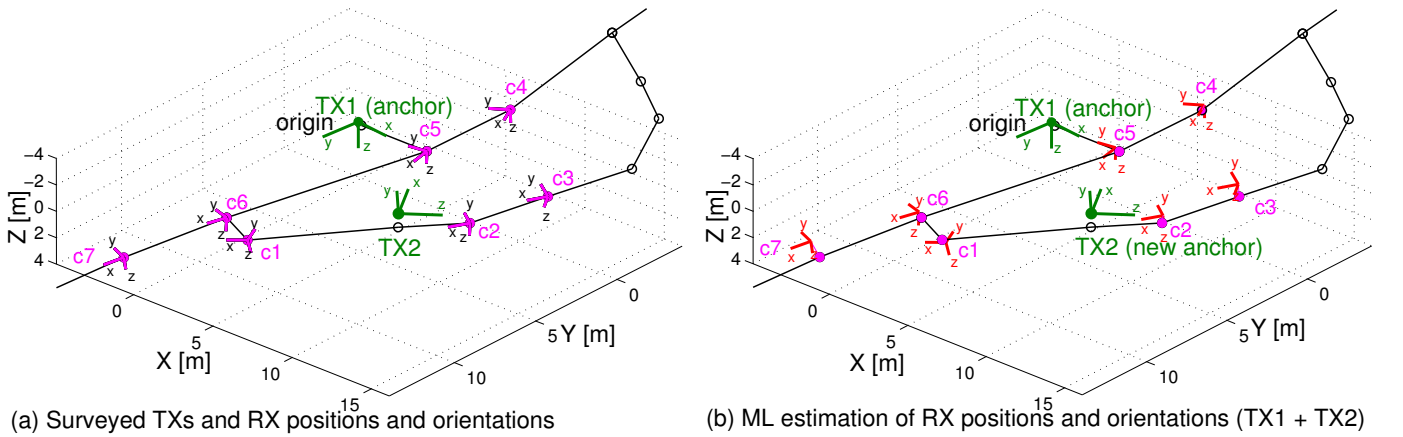 c4
y
x
z
TX1 (anchor)
origin
x
y
z
c5
y
x
z
−4
−2
0
2
4
Z [m]
c3
y
x
z
y
x
z
c6
y
x
z
y
x
z
c2
y
x
z
c1
TX2
c7
y
x
z
0
5
10
15
X [m]
0
5
10
Y [m]
(a) Surveyed TXs and RX positions and orientations
c4
y
x
z
TX1 (anchor)
origin
x
y
z
c5
y
x
z
−4
−2
0
2
4
Z [m]
y
x
z
c3
y
x
z
c6
y
x
z
y
x
z
c2
y
x
c1
TX2 (new anchor)
c7
y
x
0
5
10
15
X [m]
0
5
10
Y [m]
(b) ML estimation of RX positions and orientations (TX1 + TX2)